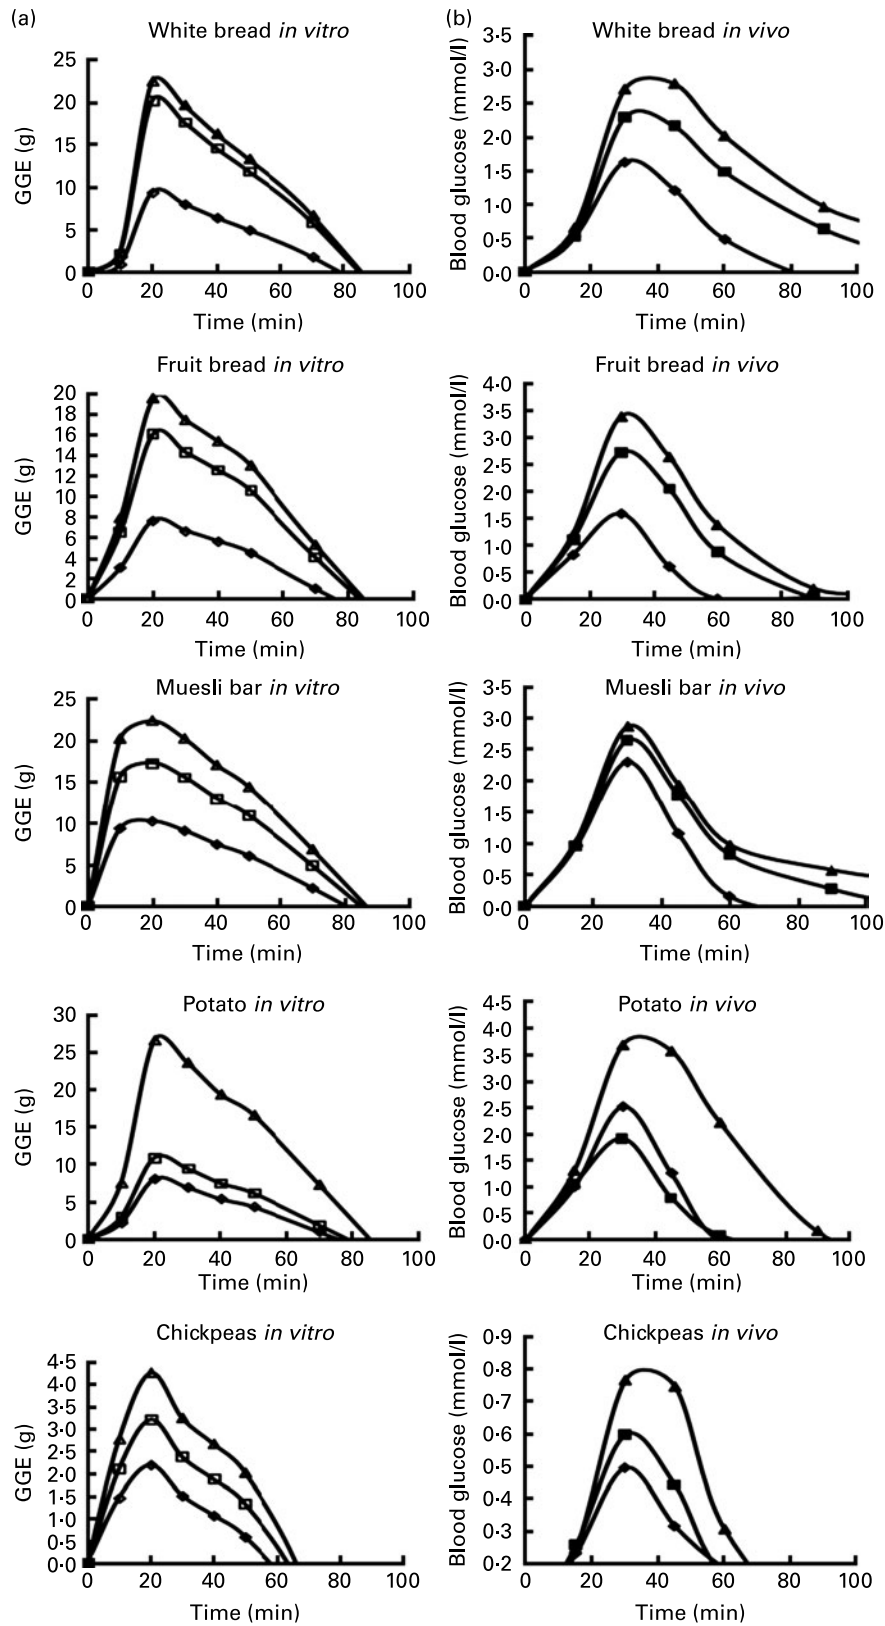 (a)
White bread in vitro
25
20
15
10
5
0
GGE (g)
0 20 40 60 80 100
Time (min)
(b)
White bread in vivo
3·5
3·0
2·5
2·0
1·5
1·0
0·5
0·0
Blood glucose (mmol/l)
0 20 40 60 80 100
Time (min)
Fruit bread in vitro
20
18
16
14
12
10
8
6
4
2
0
GGE (g)
0 20 40 60 80 100
Time (min)
Fruit bread in vivo
4·0
3·5
3·0
2·5
2·0
1·5
1·0
0·5
0·0
Blood glucose (mmol/l)
0 20 40 60 80 100
Time (min)
Muesli bar in vitro
25
20
15
10
5
0
GGE (g)
0 20 40 60 80 100
Time (min)
Muesli bar in vivo
3·5
3·0
2·5
2·0
1·5
1·0
0·5
0·0
Blood glucose (mmol/l)
0 20 40 60 80 100
Time (min)
Potato in vitro
30
25
20
15
10
5
0
GGE (g)
0 20 40 60 80 100
Time (min)
Potato in vivo
4·5
4·0
3·5
3·0
2·5
2·0
1·5
1·0
0·5
0·0
Blood glucose (mmol/l)
0 20 40 60 80 100
Time (min)
Chickpeas in vitro
4·5
4·0
3·5
3·0
2·5
2·0
1·5
1·0
0·5
0·0
GGE (g)
0 20 40 60 80 100
Time (min)
Chickpeas in vivo
0·9
0·8
0·7
0·6
0·5
0·4
0·3
0·2
Blood glucose (mmol/l)
0 20 40 60 80 100
Time (min)